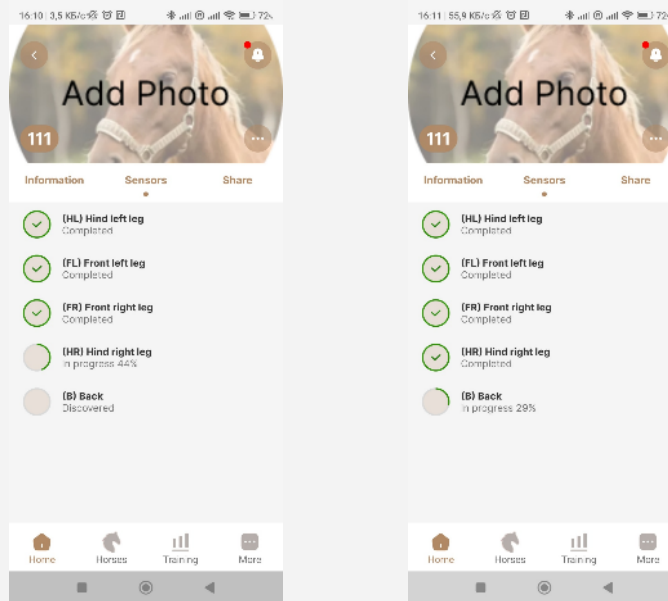 16:10 | 3,5 КБ/с
72
Add Photo
111
Information Sensors Share
(HL) Hind left leg
Completed
(FL) Front left leg
Completed
(FR) Front right leg
Completed
(HR) Hind right leg
In progress 44%
(B) Back
Discovered
Home Horses Training More
16:11 | 55,9 КБ/с
72
Add Photo
111
Information Sensors Share
(HL) Hind left leg
Completed
(FL) Front left leg
Completed
(FR) Front right leg
Completed
(HR) Hind right leg
Completed
(B) Back
In progress 29%
Home Horses Training More